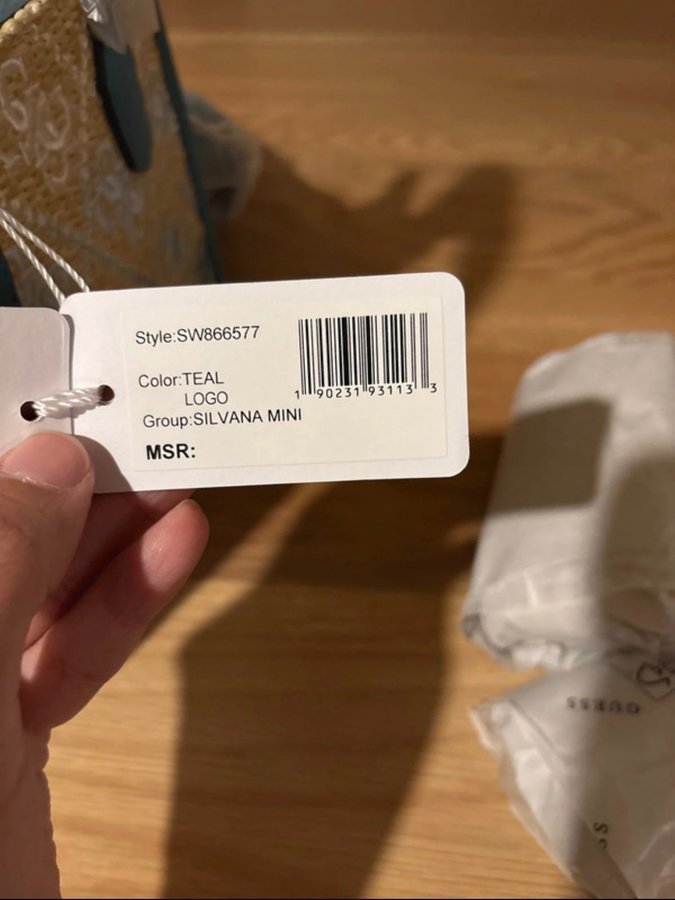 Style:SW866577
Color:TEAL
LOGO
Group:SILVANA MINI
MSR:
1 90231 93113 3
GUESS